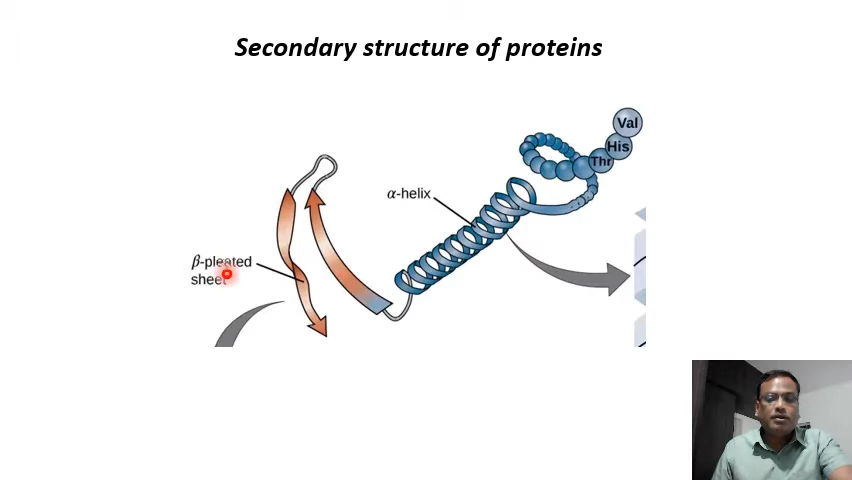 Secondary structure of proteins
Val
His
Thr
α-helix
β-pleated
sheet